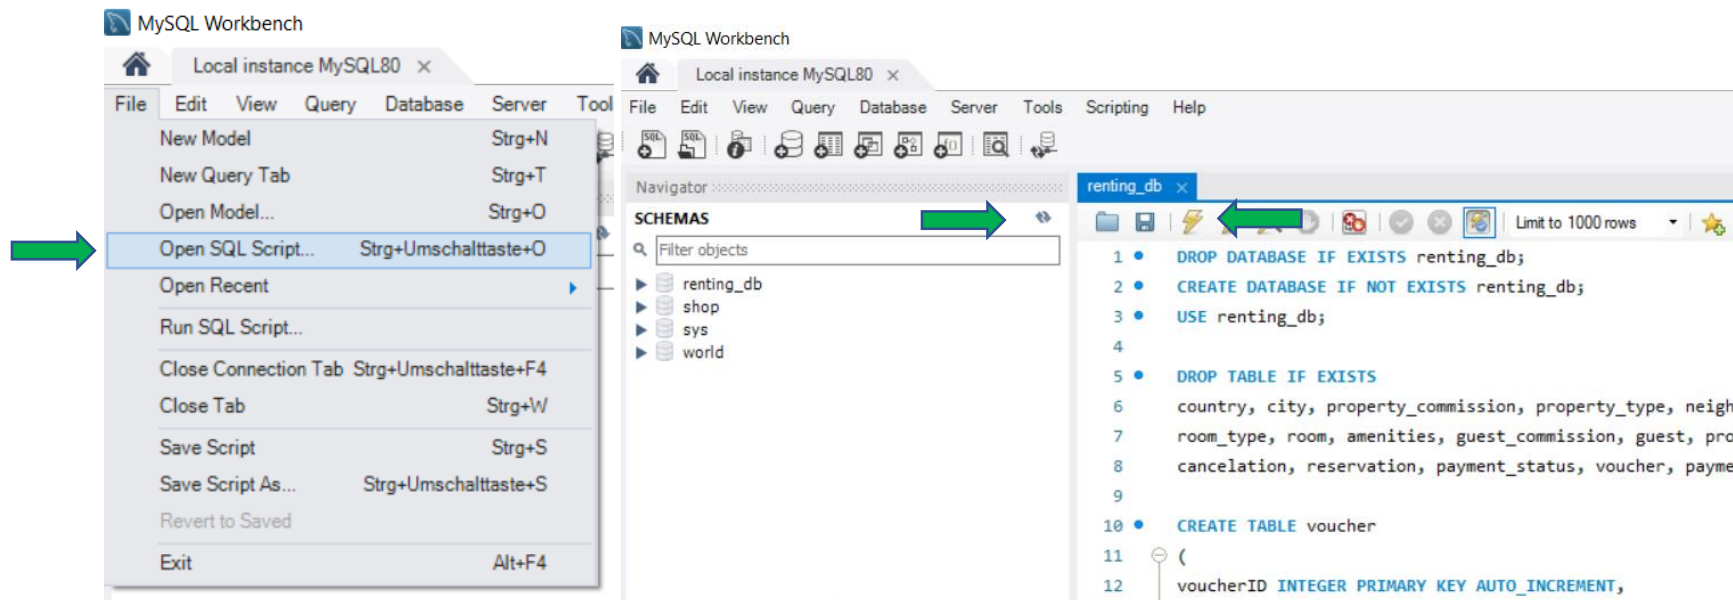 MySQL Workbench
Local instance MySQL80
File Edit View Query Database Server Tool
New Model Strg+N
New Query Tab Strg+T
Open Model... Strg+O
Open SQL Script... Strg+Umschalttaste+O
Open Recent
Run SQL Script...
Close Connection Tab Strg+Umschalttaste+F4
Close Tab Strg+W
Save Script Strg+S
Save Script As... Strg+Umschalttaste+S
Revert to Saved
Exit Alt+F4
MySQL Workbench
Local instance MySQL80
File Edit View Query Database Server Tools Scripting Help
Navigator
SCHEMAS
Filter objects
renting_db
shop
sys
world
renting_db
Limit to 1000 rows
1 DROP DATABASE IF EXISTS renting_db;
2 CREATE DATABASE IF NOT EXISTS renting_db;
3 USE renting_db;
4
5 DROP TABLE IF EXISTS
6 country, city, property_commission, property_type, neigh
7 room_type, room, amenities, guest_commission, guest, pro
8 cancelation, reservation, payment_status, voucher, payme
9
10 CREATE TABLE voucher
11 (
12 voucherID INTEGER PRIMARY KEY AUTO_INCREMENT,